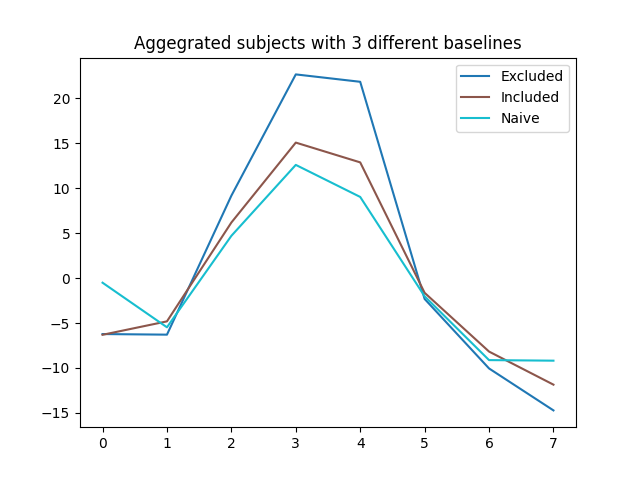 Aggegrated subjects with 3 different baselines
Excluded
Included
Naive
20
15
10
5
0
−5
−10
−15
0 1 2 3 4 5 6 7